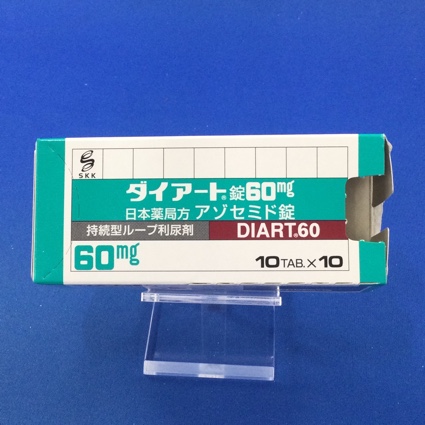 SKK
ダイアート®錠60mg
日本薬局方 アゾセミド錠
持続型ループ利尿剤 DIART®60
60mg
10TAB.×10